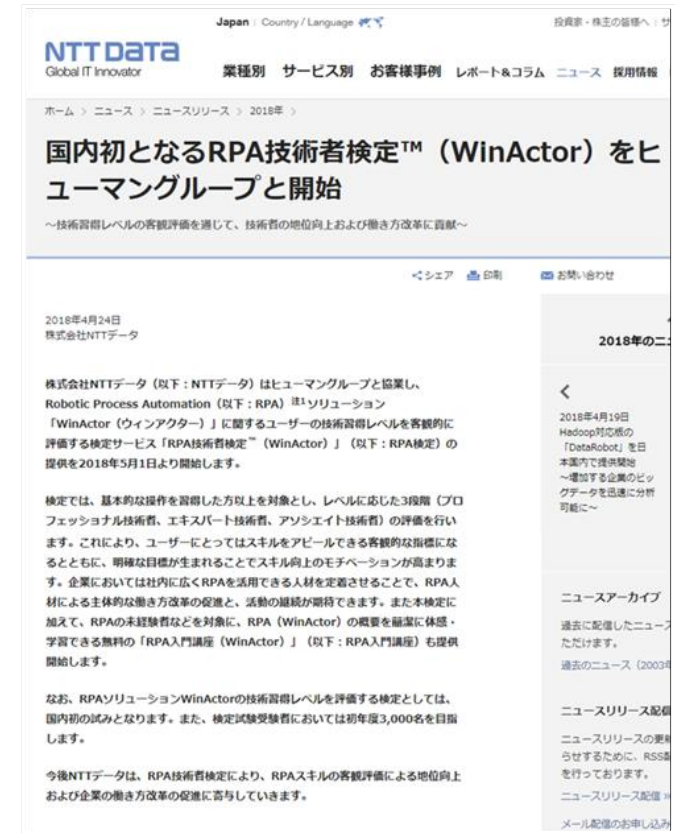 Japan | Country / Language
投資家・株主の皆様へ
NTT DATA
Global IT Innovator
業種別 サービス別 お客様事例 レポート&コラム ニュース 採用情報
ホーム > ニュース > ニュースリリース > 2018年 >
国内初となるRPA技術者検定™（WinActor）をヒ
ューマングループと開始
～技術習得レベルの客観評価を通じて、技術者の地位向上および働き方改革に貢献～
シェア 印刷 お問い合わせ
2018年4月24日
株式会社NTTデータ
株式会社NTTデータ（以下：NTTデータ）はヒューマングループと協業し、
Robotic Process Automation（以下：RPA）注1ソリューション
「WinActor（ウィンアクター）」に関するユーザーの技術習得レベルを客観的に
評価する検定サービス「RPA技術者検定™（WinActor）」（以下：RPA検定）の
提供を2018年5月1日より開始します。
検定では、基本的な操作を習得した方以上を対象とし、レベルに応じた3段階（プロ
フェッショナル技術者、エキスパート技術者、アソシエイト技術者）の評価を行い
ます。これにより、ユーザーにとってはスキルをアピールできる客観的な指標にな
るとともに、明確な目標が生まれることでスキル向上のモチベーションが高まりま
す。企業においては社内に広くRPAを活用できる人材を定着させることで、RPA人
材による主体的な働き方改革の促進と、活動の継続が期待できます。また本検定に
加えて、RPAの未経験者などを対象に、RPA（WinActor）の概要を簡潔に体感・
学習できる無料の「RPA入門講座（WinActor）」（以下：RPA入門講座）も提供
開始します。
なお、RPAソリューションWinActorの技術習得レベルを評価する検定としては、
国内初の試みとなります。また、検定試験受験者においては初年度3,000名を目指
します。
今後NTTデータは、RPA技術者検定により、RPAスキルの客観評価による地位向上
および企業の働き方改革の促進に寄与していきます。
2018年のニ
2018年4月19日
Hadoop対応版の
「DataRobot」を日
本国内で提供開始
～増加する企業のビッ
グデータを迅速に分析
可能に～
ニュースアーカイブ
過去に配信したニュース
ただけます。
過去のニュース（2003年
ニュースリリース配信
ニュースリリースの更新
らせするために、RSS配
を行っております。
ニュースリリース配信
メール配信のお申し込み